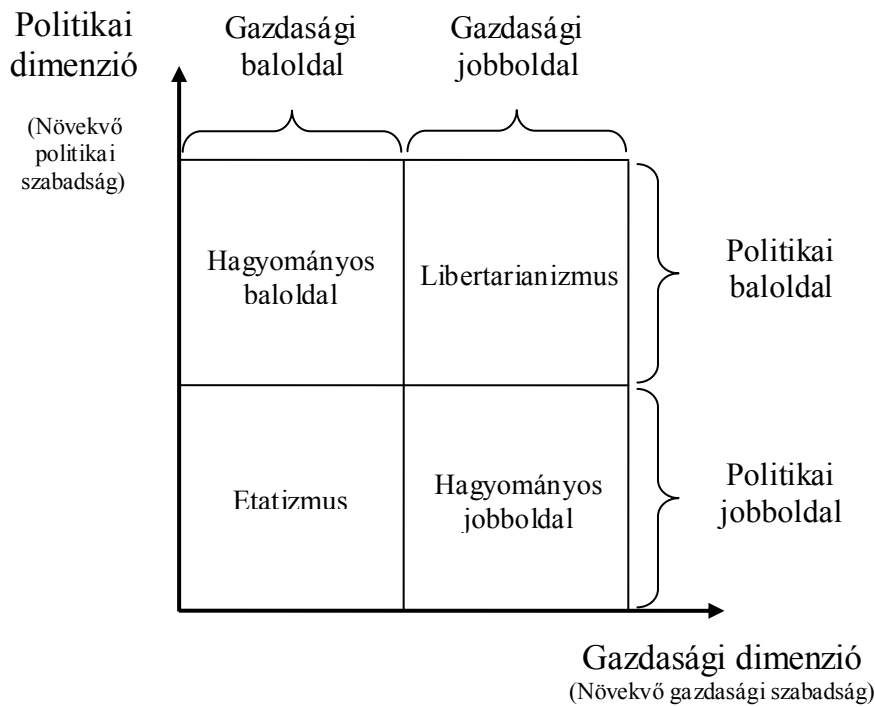 Politikai
dimenzió
(Növekvő
politikai
szabadság)
Gazdasági
baloldal
Gazdasági
jobboldal
Hagyományos
baloldal
Libertarianizmus
Politikai
baloldal
Etatizmus
Hagyományos
jobboldal
Politikai
jobboldal
Gazdasági dimenzió
(Növekvő gazdasági szabadság)